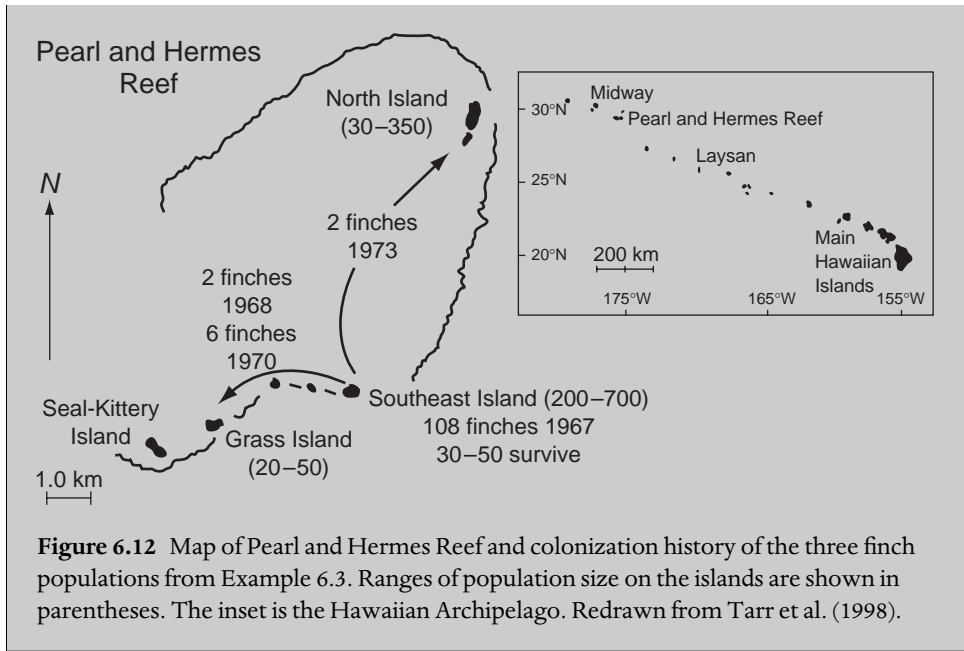 Pearl and Hermes
Reef
North Island
(30–350)
N
2 finches
1973
2 finches
1968
6 finches
1970
Seal-Kittery
Island
Grass Island
(20–50)
Southeast Island (200–700)
108 finches 1967
30–50 survive
1.0 km
30°N
25°N
20°N
Midway
Pearl and Hermes Reef
Laysan
Main
Hawaiian
Islands
200 km
175°W
165°W
155°W
Figure 6.12 Map of Pearl and Hermes Reef and colonization history of the three finch
populations from Example 6.3. Ranges of population size on the islands are shown in
parentheses. The inset is the Hawaiian Archipelago. Redrawn from Tarr et al. (1998).